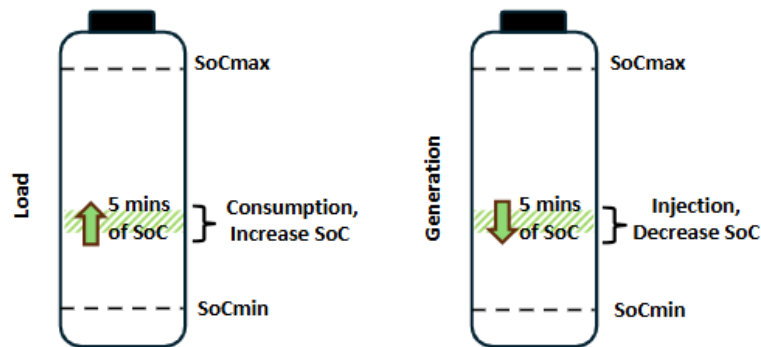 SoCmax
Load
5 mins
of SoC
Consumption,
Increase SoC
SoCmin
SoCmax
Generation
5 mins
of SoC
Injection,
Decrease SoC
SoCmin